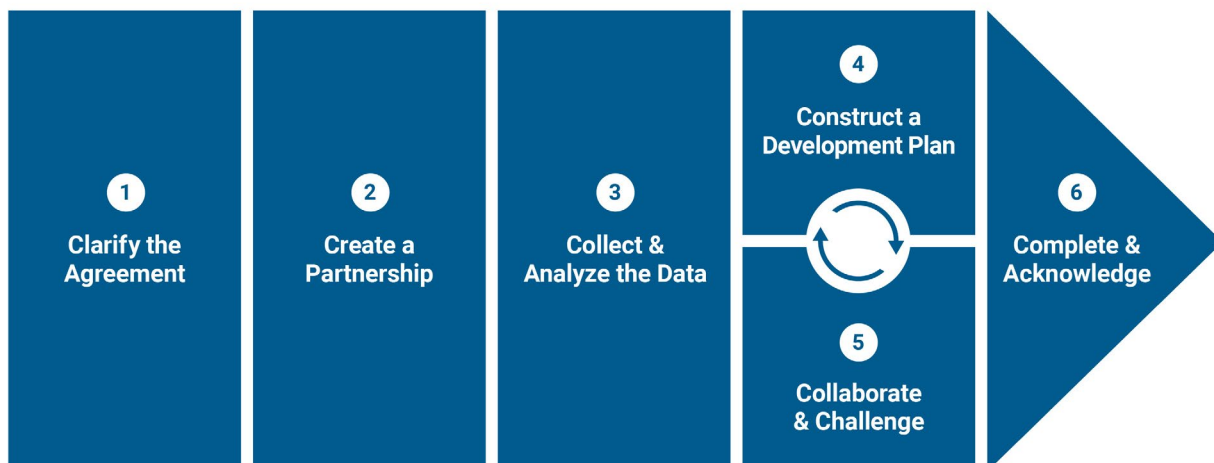 1
Clarify the
Agreement
2
Create a
Partnership
3
Collect &
Analyze the Data
4
Construct a
Development Plan
5
Collaborate
& Challenge
6
Complete &
Acknowledge